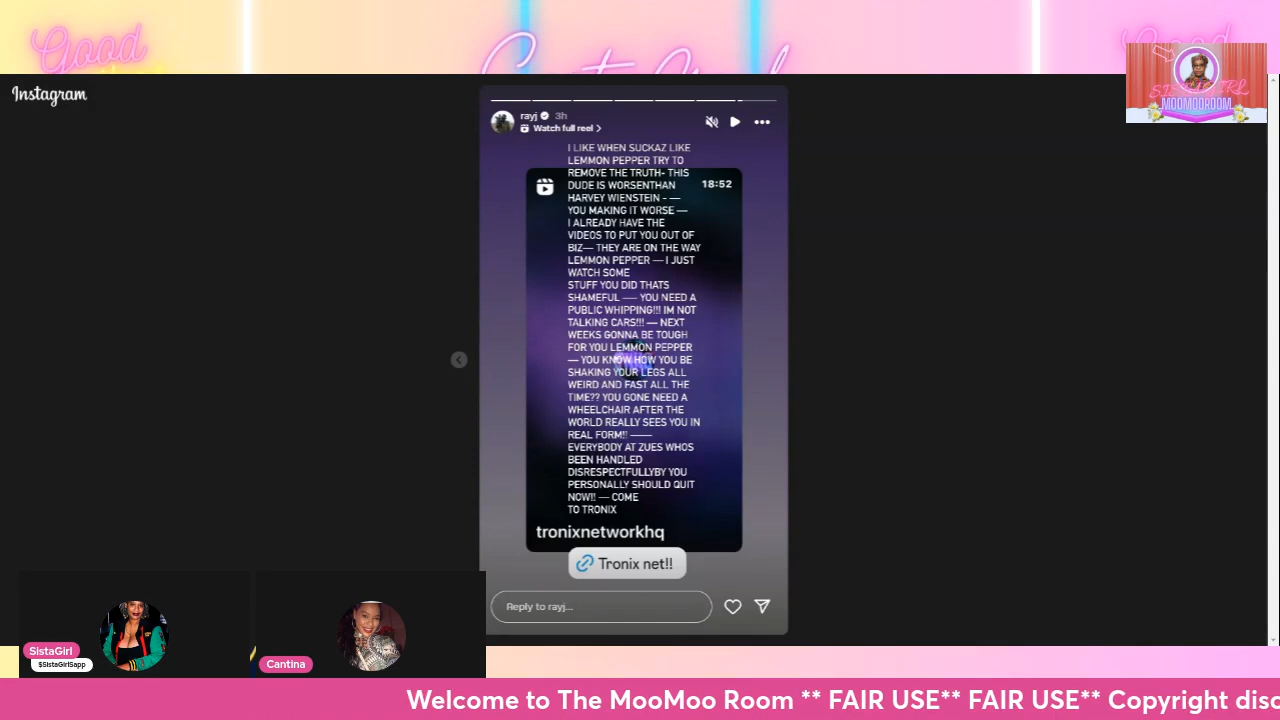 Good
Good
Instagram
SISTAGIRL
MOOMOOROOM
rayj 3h
Watch full reel >
I LIKE WHEN SUCKAZ LIKE
LEMMON PEPPER TRY TO
REMOVE THE TRUTH- THIS
DUDE IS WORSENTHAN
18:52
HARVEY WIENSTEIN - —
YOU MAKING IT WORSE —
I ALREADY HAVE THE
VIDEOS TO PUT YOU OUT OF
BIZ— THEY ARE ON THE WAY
LEMMON PEPPER — I JUST
WATCH SOME
STUFF YOU DID THATS
SHAMEFUL —– YOU NEED A
PUBLIC WHIPPING!!! IM NOT
TALKING CARS!!! — NEXT
WEEKS GONNA BE TOUGH
FOR YOU LEMMON PEPPER
— YOU KNOW HOW YOU BE
SHAKING YOUR LEGS ALL
WEIRD AND FAST ALL THE
TIME?? YOU GONE NEED A
WHEELCHAIR AFTER THE
WORLD REALLY SEES YOU IN
REAL FORM!! —–
EVERYBODY AT ZUES WHOS
BEEN HANDLED
DISRESPECTFULLYBY YOU
PERSONALLY SHOULD QUIT
NOW!! — COME
TO TRONIX
tronixnetworkhq
Tronix net!!
Reply to rayj...
SistaGirl
$SistaGirlSapp
Cantina
Welcome to The MooMoo Room ** FAIR USE** FAIR USE** Copyright disc